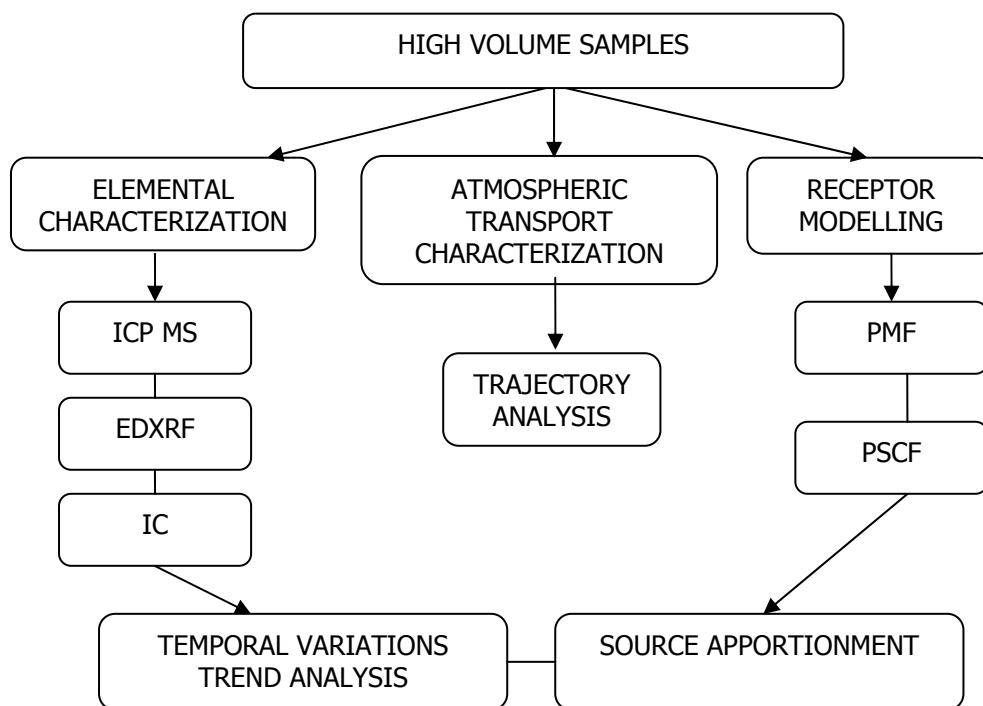 HIGH VOLUME SAMPLES
ELEMENTAL
CHARACTERIZATION
ATMOSPHERIC
TRANSPORT
CHARACTERIZATION
RECEPTOR
MODELLING
ICP MS
PMF
TRAJECTORY
ANALYSIS
EDXRF
PSCF
IC
TEMPORAL VARIATIONS
TREND ANALYSIS
SOURCE APPORTIONMENT